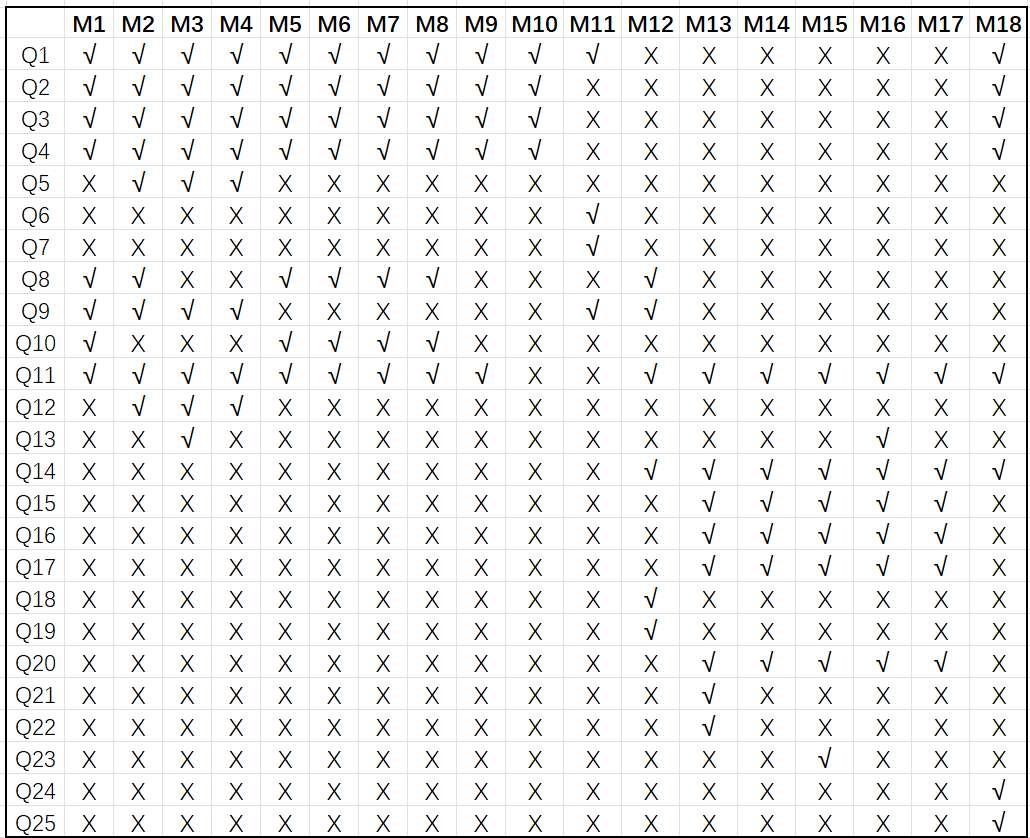 M1 M2 M3 M4 M5 M6 M7 M8 M9 M10 M11 M12 M13 M14 M15 M16 M17 M18
Q1 √ √ √ √ √ √ √ √ √ √ √ X X X X X X √
Q2 √ √ √ √ √ √ √ √ √ √ X X X X X X X √
Q3 √ √ √ √ √ √ √ √ √ √ X X X X X X X √
Q4 √ √ √ √ √ √ √ √ √ √ X X X X X X X √
Q5 X √ √ √ X X X X X X X X X X X X X X
Q6 X X X X X X X X X X √ X X X X X X X
Q7 X X X X X X X X X X √ X X X X X X X
Q8 √ √ X X √ √ √ √ X X X √ X X X X X X
Q9 √ √ √ √ X X X X X X √ √ X X X X X X
Q10 √ X X X √ √ √ √ X X X X X X X X X X
Q11 √ √ √ √ √ √ √ √ √ X X √ √ √ √ √ √ √
Q12 X √ √ √ X X X X X X X X X X X X X X
Q13 X X √ X X X X X X X X X X X X √ X X
Q14 X X X X X X X X X X X √ √ √ √ √ √ √
Q15 X X X X X X X X X X X X √ √ √ √ √ X
Q16 X X X X X X X X X X X X √ √ √ √ √ X
Q17 X X X X X X X X X X X X √ √ √ √ √ X
Q18 X X X X X X X X X X X √ X X X X X X
Q19 X X X X X X X X X X X √ X X X X X X
Q20 X X X X X X X X X X X X √ √ √ √ √ X
Q21 X X X X X X X X X X X X √ X X X X X
Q22 X X X X X X X X X X X X √ X X X X X
Q23 X X X X X X X X X X X X X X √ X X X
Q24 X X X X X X X X X X X X X X X X X √
Q25 X X X X X X X X X X X X X X X X X √